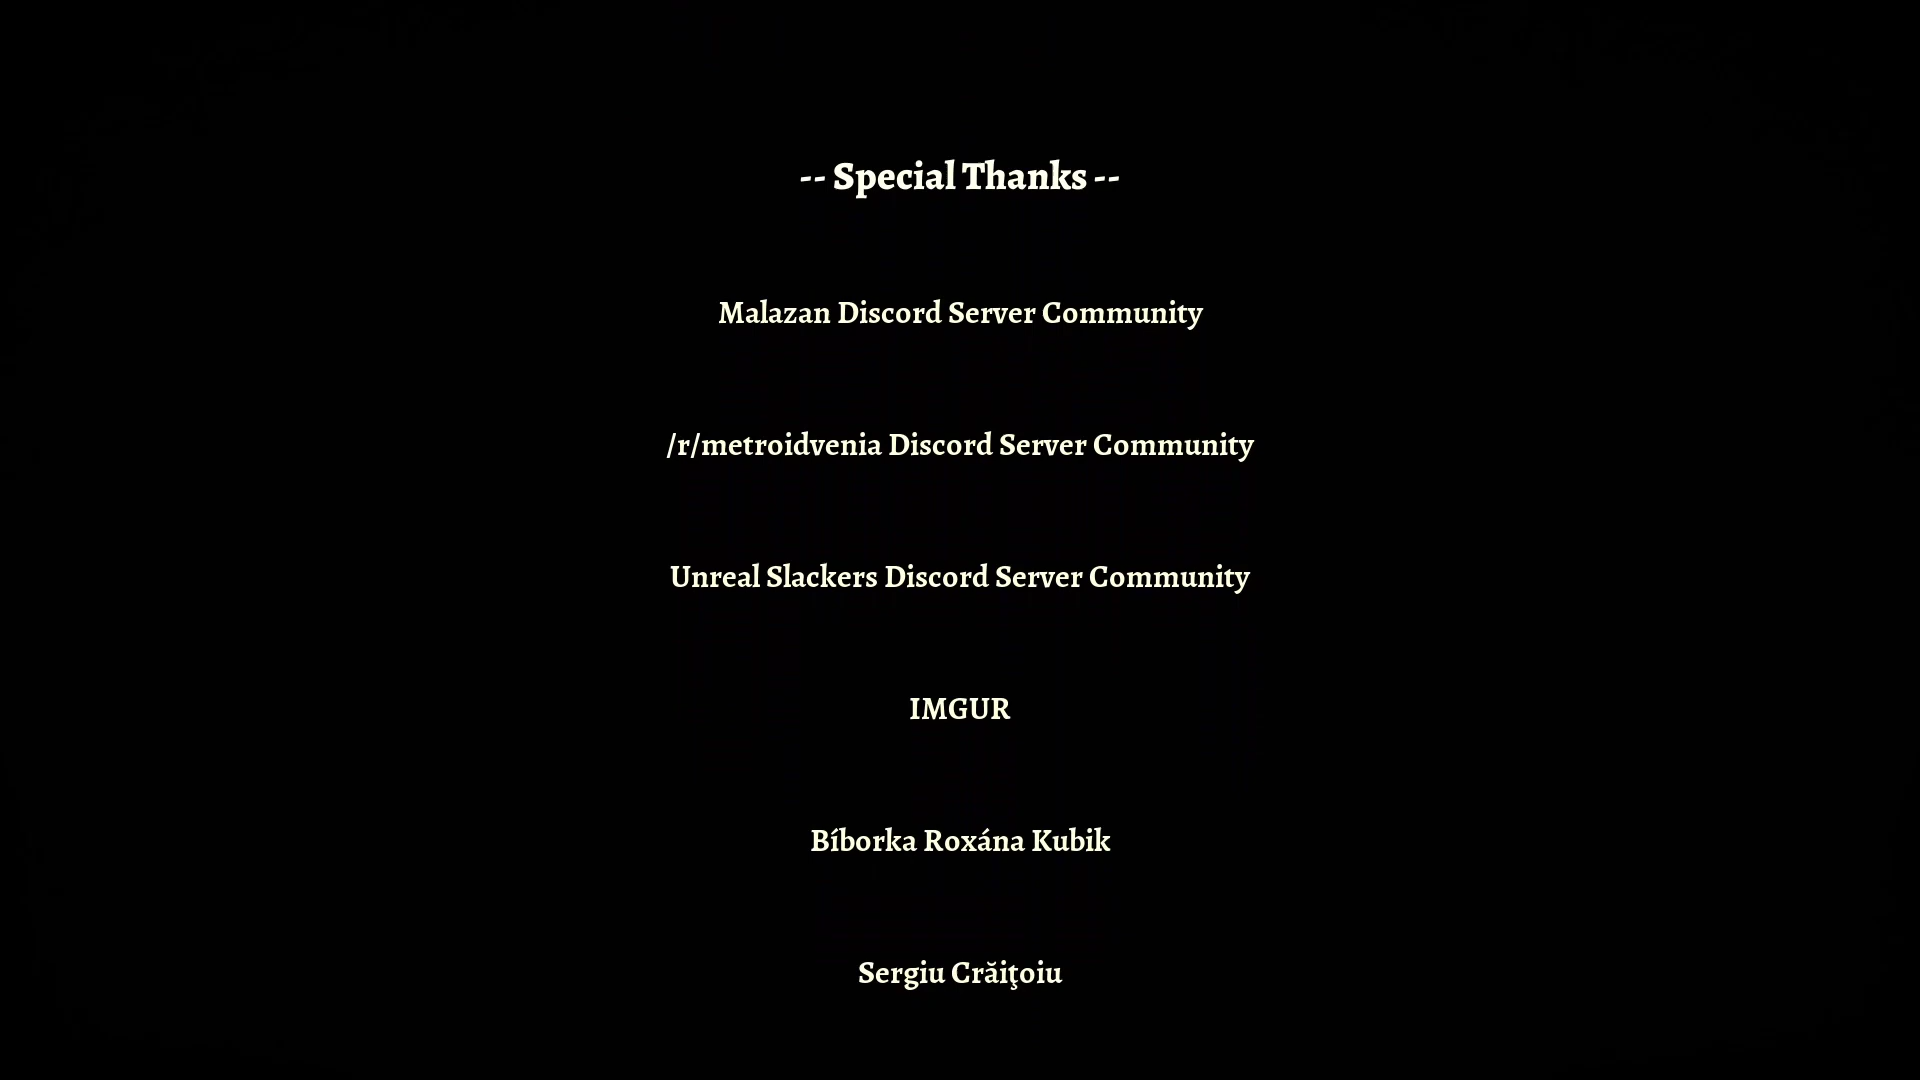 -- Special Thanks --
Malazan Discord Server Community
/r/metroidvenia Discord Server Community
Unreal Slackers Discord Server Community
IMGUR
Bíborka Roxána Kubik
Sergiu Crăiţoiu